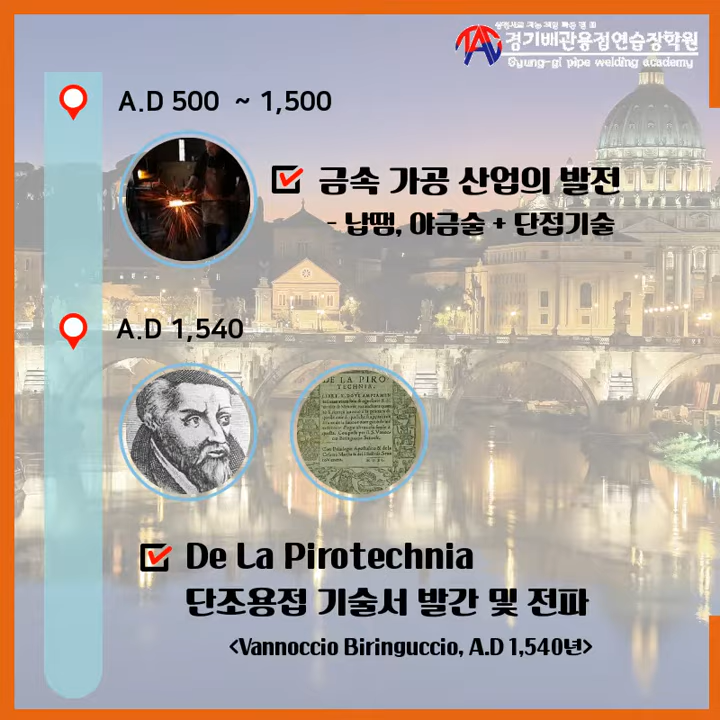 경기배관용접연습장학원
Gyung-gi pipe welding academy
A.D 500 ~ 1,500
금속 가공 산업의 발전
- 납땜, 야금술 + 단접기술
A.D 1,540
DE LA PIRO
TECHNIA.
De La Pirotechnia
단조용접 기술서 발간 및 전파
<Vannoccio Biringuccio, A.D 1,540년>